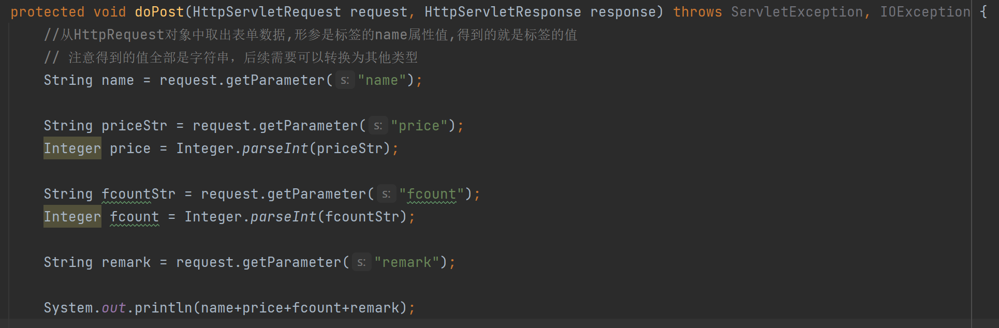 protected void doPost(HttpServletRequest request, HttpServletResponse response) throws ServletException, IOException {
//从HttpRequest对象中取出表单数据,形参是标签的name属性值,得到的就是标签的值
// 注意得到的值全部是字符串，后续需要可以转换为其他类型
String name = request.getParameter( s: "name");
String priceStr = request.getParameter( s: "price");
Integer price = Integer.parseInt(priceStr);
String fcountStr = request.getParameter( s: "fcount");
Integer fcount = Integer.parseInt(fcountStr);
String remark = request.getParameter( s: "remark");
System.out.println(name+price+fcount+remark);